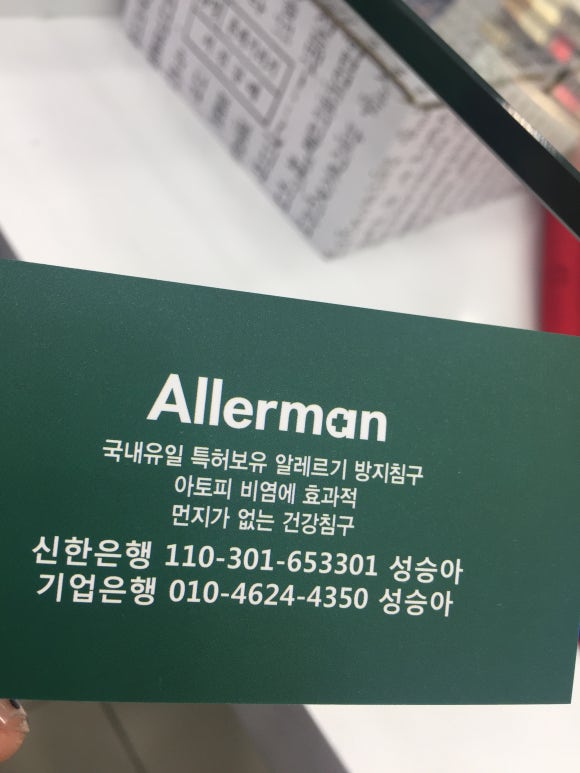 Allerman
국내유일 특허보유 알레르기 방지침구
아토피 비염에 효과적
먼지가 없는 건강침구
신한은행 110-301-653301 성승아
기업은행 010-4624-4350 성승아